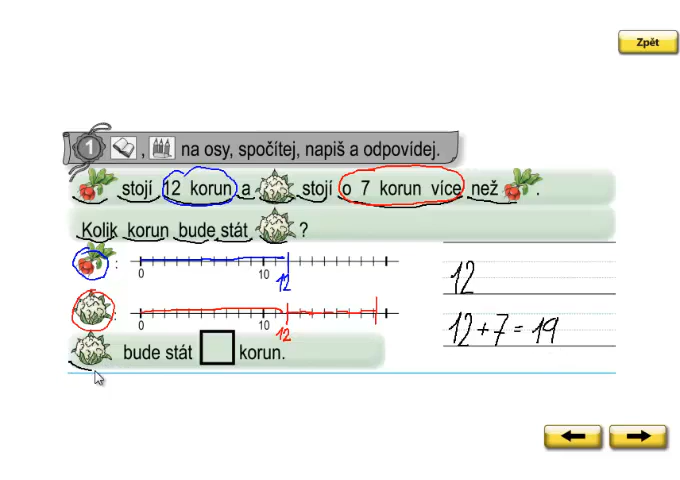 Zpět
1 , na osy, spočítej, napiš a odpovídej.
stojí 12 korun a stojí o 7 korun více než .
Kolik korun bude stát ?
: 0 10 12
12
: 0 10 12
12+7=19
bude stát korun.